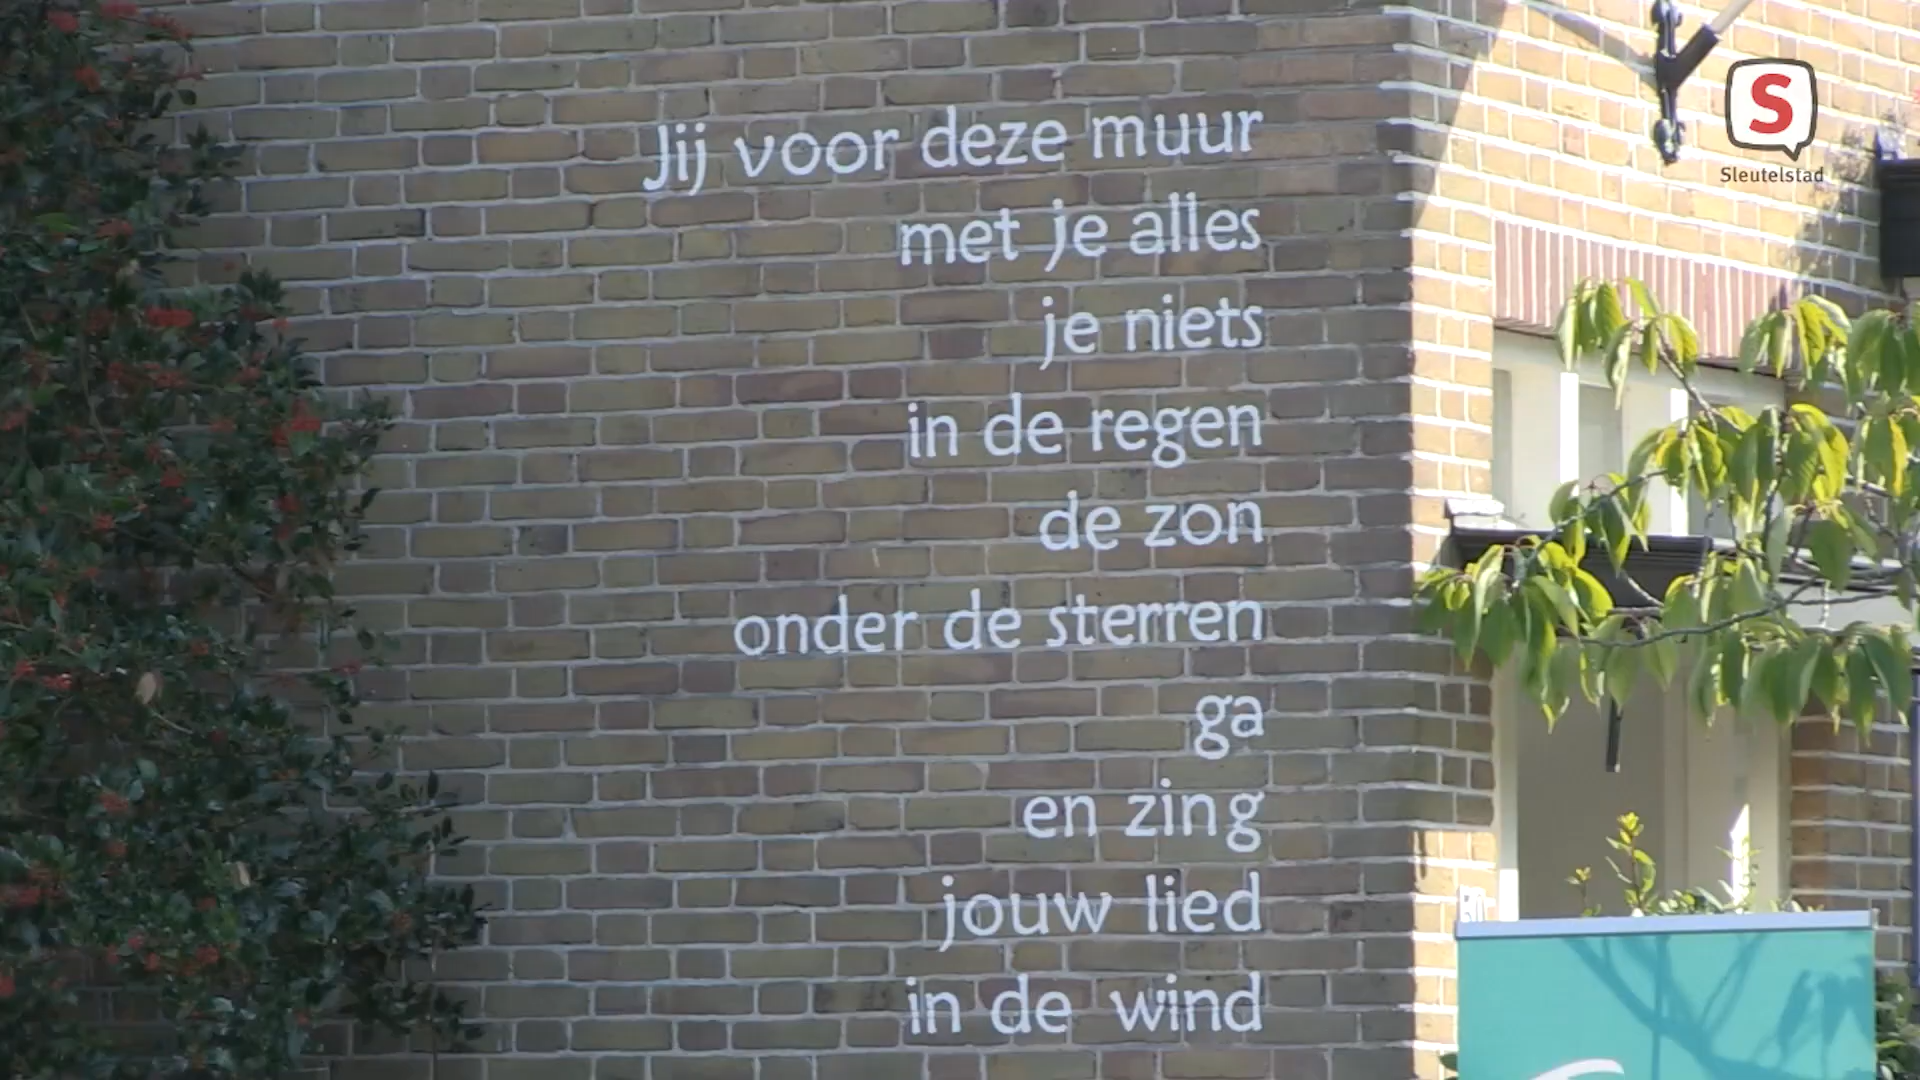 Jij voor deze muur
met je alles
je niets
in de regen
de zon
onder de sterren
ga
en zing
jouw lied
in de wind
S
Sleutelstad